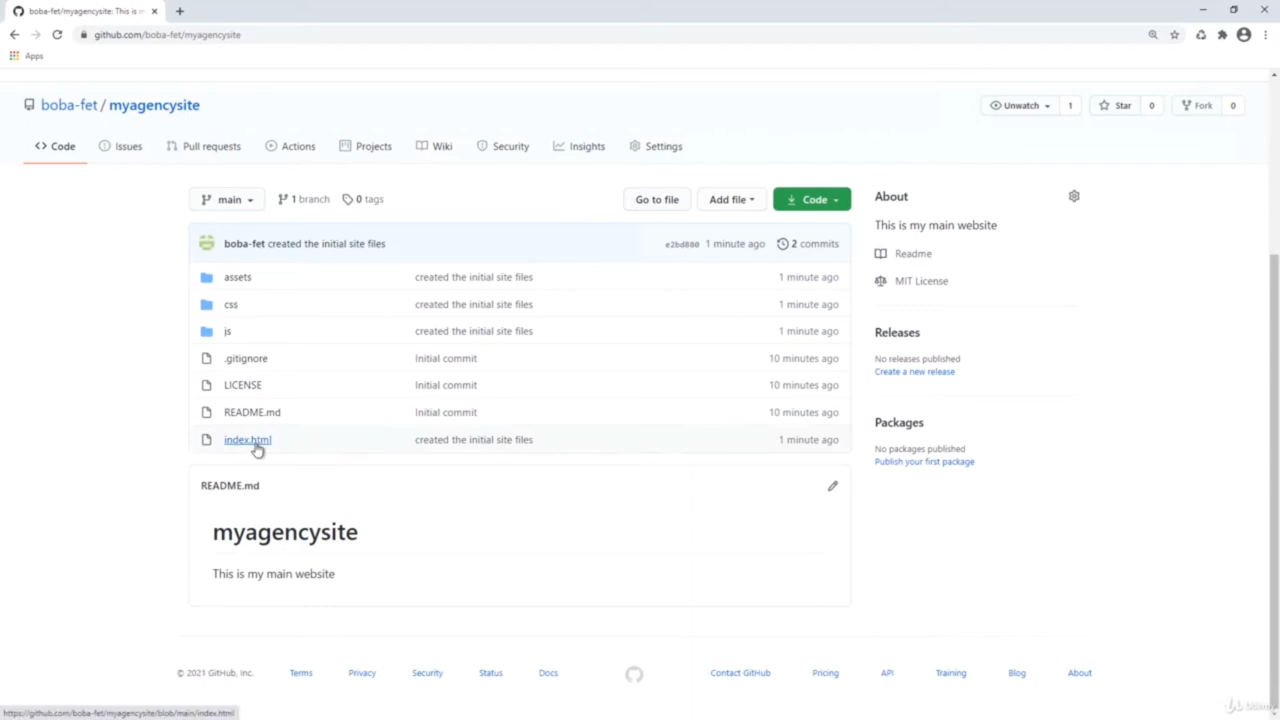 boba-fet/myagencysite: This is m
github.com/boba-fet/myagencysite
Apps
boba-fet / myagencysite
Unwatch 1 Star 0 Fork 0
Code Issues Pull requests Actions Projects Wiki Security Insights Settings
main 1 branch 0 tags Go to file Add file Code
boba-fet created the initial site files e2bd880 1 minute ago 2 commits
assets created the initial site files 1 minute ago
css created the initial site files 1 minute ago
js created the initial site files 1 minute ago
.gitignore Initial commit 10 minutes ago
LICENSE Initial commit 10 minutes ago
README.md Initial commit 10 minutes ago
index.html created the initial site files 1 minute ago
README.md
myagencysite
This is my main website
About
This is my main website
Readme
MIT License
Releases
No releases published
Create a new release
Packages
No packages published
Publish your first package
© 2021 GitHub, Inc. Terms Privacy Security Status Docs Contact GitHub Pricing API Training Blog About
https://github.com/boba-fet/myagencysite/blob/main/index.html